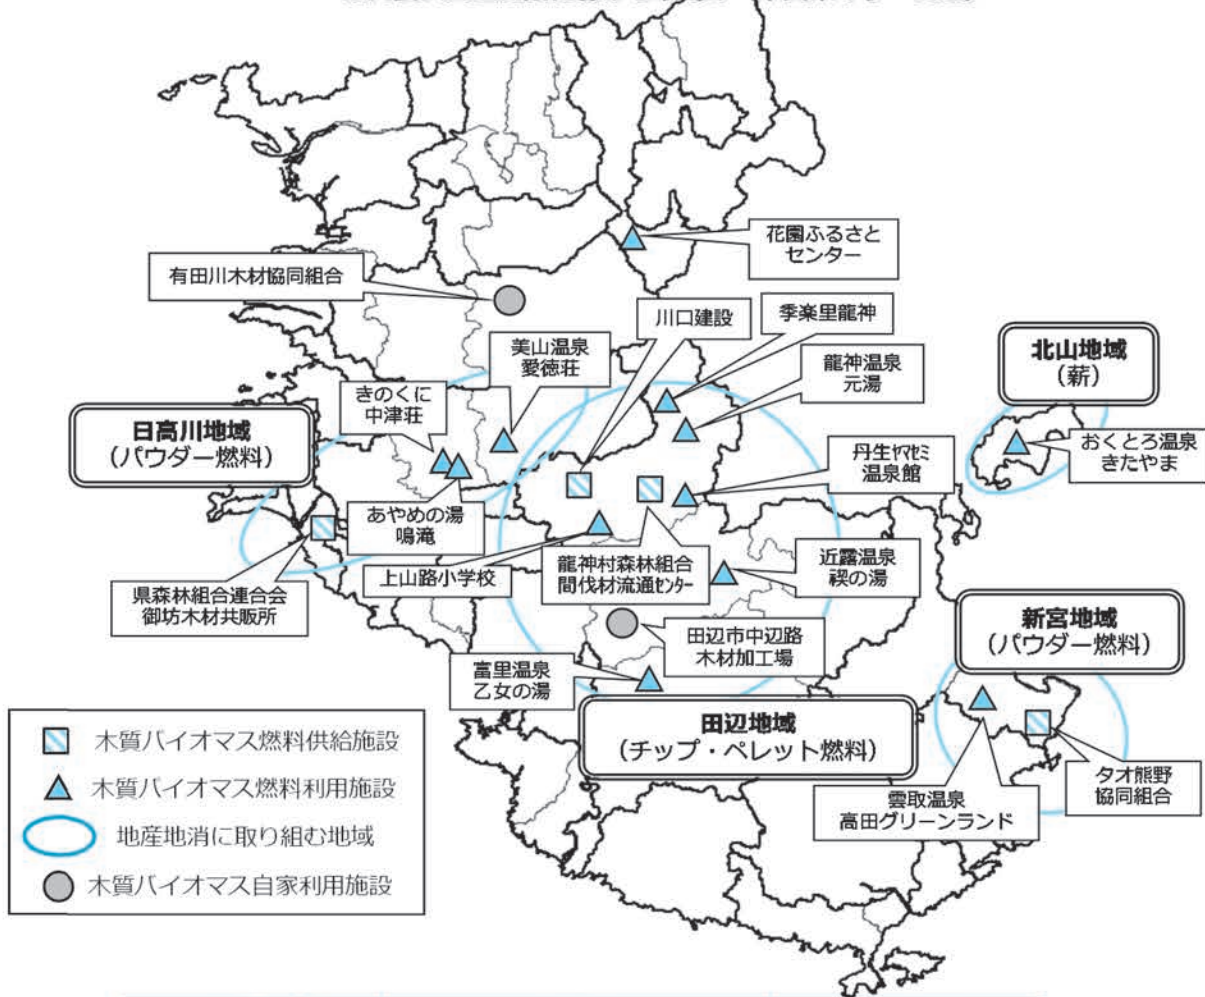 花園ふるさと
センター
有田川木材協同組合
川口建設
季楽里龍神
美山温泉
愛徳荘
龍神温泉
元湯
北山地域
(薪)
きのくに
中津荘
日高川地域
(パウダー燃料)
おくとろ温泉
きたやま
丹生ヤマセミ
温泉館
あやめの湯
鳴滝
上山路小学校
龍神村森林組合
間伐材流通センター
近露温泉
禊の湯
県森林組合連合会
御坊木材共販所
新宮地域
(パウダー燃料)
田辺市中辺路
木材加工場
富里温泉
乙女の湯
田辺地域
(チップ・ペレット燃料)
タオ熊野
協同組合
雲取温泉
高田グリーンランド
木質バイオマス燃料供給施設
木質バイオマス燃料利用施設
地産地消に取り組む地域
木質バイオマス自家利用施設